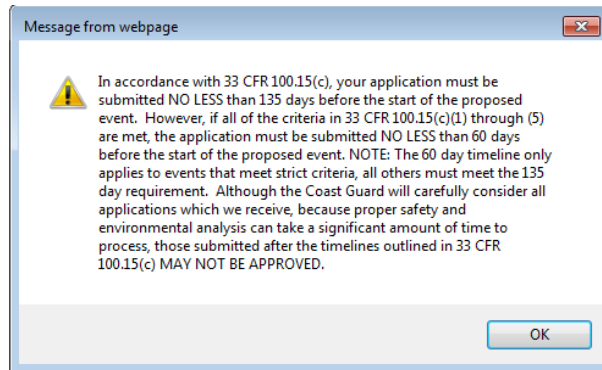 Message from webpage
In accordance with 33 CFR 100.15(c), your application must be
submitted NO LESS than 135 days before the start of the proposed
event.  However, if all of the criteria in 33 CFR 100.15(c)(1) through (5)
are met, the application must be submitted NO LESS than 60 days
before the start of the proposed event. NOTE: The 60 day timeline only
applies to events that meet strict criteria, all others must meet the 135
day requirement.  Although the Coast Guard will carefully consider all
applications which we receive, because proper safety and
environmental analysis can take a significant amount of time to
process, those submitted after the timelines outlined in 33 CFR
100.15(c) MAY NOT BE APPROVED.
OK